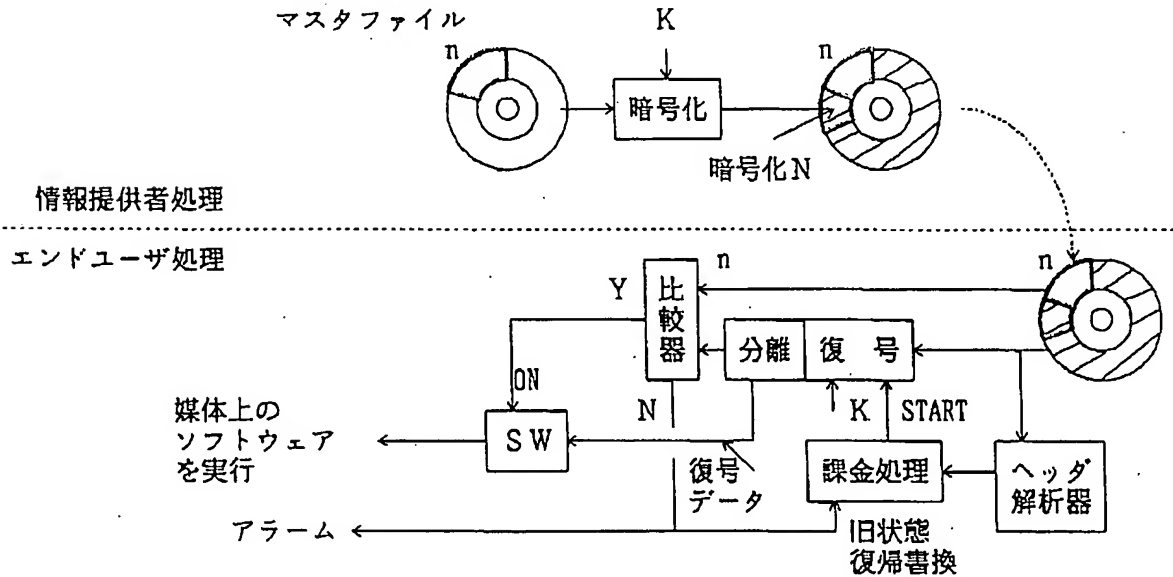 マスタファイル
K
n
n
暗号化
暗号化N
情報提供者処理
エンドユーザ処理
n
n
Y
比較器
分離
復 号
ON
N
K
START
媒体上の
ソフトウェア
を実行
SW
復号
データ
課金処理
ヘッダ
解析器
アラーム
旧状態
復帰書換